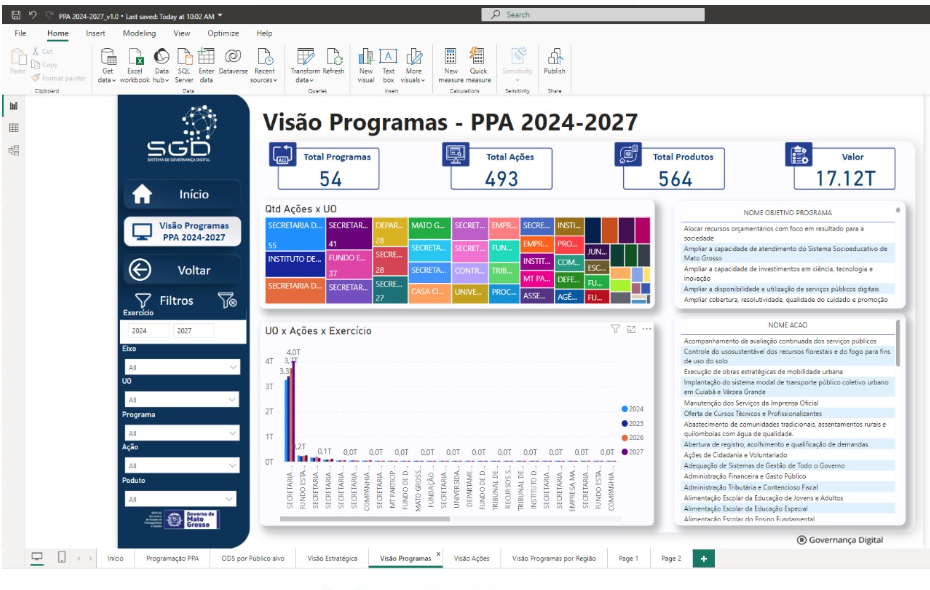 PPA 2024-2027_v1.0 • Last saved: Today at 10:02 AM
Search
File Home Insert Modeling View Optimize Help
Paste
Cut
Copy
Format painter
Clipboard
Get data
Excel workbook
Data hub
SQL Server
Enter data
Dataverse
Recent sources
Data
Transform data
Refresh
Queries
New visual
Text box
More visuals
Insert
New measure
Quick measure
Calculations
Sensitivity
Sensitivity
Publish
Share
SGD
SISTEMA DE GOVERNANÇA DIGITAL
Início
Visão Programas
PPA 2024-2027
Voltar
Filtros
Exercício
2024 2027
Eixo
All
UO
All
Programa
All
Ação
All
Poduto
All
Governo de
Mato
Grosso
Visão Programas - PPA 2024-2027
Total Programas
54
Total Ações
493
Total Produtos
564
Valor
17.12T
Qtd Ações x UO
SECRETARIA D...
55
INSTITUTO DE...
SECRETARIA D...
SECRETAR...
41
FUNDO E...
37
SECRETAR...
DEPAR...
28
SECRE...
28
SECRE...
27
MATO G...
SECRETA...
SECRETA...
CASA CI...
SECRET...
SECRET...
CONTR...
UNIVE...
EMPR...
FUN...
TRIB...
PROC...
SECRE...
EMPR...
INSTIT...
MT PA...
ASSE...
INSTI...
PRO...
COM...
DEFE...
AGÊ...
JUN...
ESC...
FU...
FU...
NOME OBJETIVO PROGRAMA
Alocar recursos orçamentários com foco em resultado para a
sociedade
Ampliar a capacidade de atendimento do Sistema Socioeducativo de
Mato Grosso
Ampliar a capacidade de investimentos em ciência, tecnologia e
inovação
Ampliar a disponibilidade e utilização de serviços públicos digitais
Ampliar cobertura, resolutividade, qualidade do cuidado e promoção
UO x Ações x Exercício
4T
3T
2T
1T
0T
4,0T
0,1T 0,0T 0,0T 0,0T 0,0T 0,0T 0,0T 0,0T 0,0T 0,0T 0,0T 0,0T
SECRETARIA ...
FUNDO ESTA...
SECRETARIA ...
SECRETARIA ...
SECRETARIA ...
SECRETARIA ...
COMPANHIA ...
SECRETARIA ...
MT PARTICIP...
FUNDO DE D...
MATO GROSS...
FUNDAÇÃO ...
SECRETARIA ...
UNIVERSIDA...
DEPARTAME...
FUNDO DE D...
TRIBUNAL DE...
RECURSOS S...
TRIBUNAL DE...
INSTITUTO D...
SECRETARIA ...
EMPRESA MA...
SECRETARIA ...
SECRETARIA ...
FUNDO ESTA...
COMPANHIA ...
2024
2025
2026
2027
NOME ACAO
Acompanhamento da avaliação continuada dos serviços públicos
Controle do usosustentável dos recursos florestais e do fogo para fins
de uso do solo
Execução de obras estratégicas de mobilidade urbana
Implantação do sistema modal de transporte público coletivo urbano
em Cuiabá e Várzea Grande
Manutenção dos Serviços da Imprensa Oficial
Oferta de Cursos Técnicos e Profissionalizantes
Abastecimento de comunidades tradicionais, assentamentos rurais e
quilombolas com água de qualidade.
Abertura de registro, acolhimento e qualificação de demandas
Ações de Cidadania e Voluntariado
Adequação de Sistemas de Gestão de Todo o Governo
Administração Financeira e Gasto Público
Administração Tributária e Contencioso Fiscal
Alimentação Escolar da Educação de Jovens e Adultos
Alimentação Escolar da Educação Especial
Alimentação Escolar do Ensino Fundamental
Governança Digital
Início Programação PPA ODS por Público alvo Visão Estratégica Visão Programas Visão Ações Visão Programas por Região Page 1 Page 2